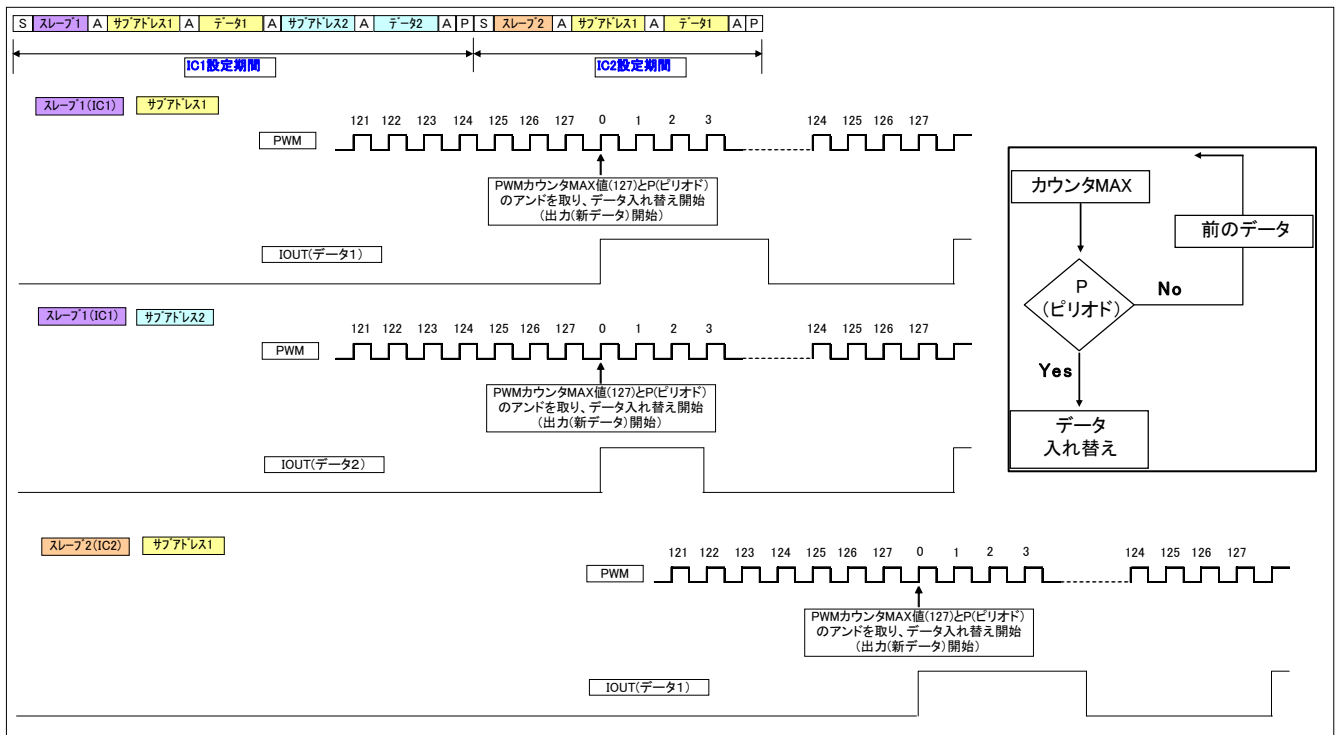 S スレーブ1 A サブアドレス1 A データ1 A サブアドレス2 A データ2 A P S スレーブ2 A サブアドレス1 A データ1 A P
IC1設定期間
IC2設定期間
スレーブ1(IC1) サブアドレス1
121 122 123 124 125 126 127 0 1 2 3 124 125 126 127
PWM
PWMカウンタMAX値(127)とP(ピリオド)
のアンドを取り、データ入れ替え開始
(出力(新データ)開始)
IOUT(データ1)
スレーブ1(IC1) サブアドレス2
121 122 123 124 125 126 127 0 1 2 3 124 125 126 127
PWM
PWMカウンタMAX値(127)とP(ピリオド)
のアンドを取り、データ入れ替え開始
(出力(新データ)開始)
IOUT(データ2)
スレーブ2(IC2) サブアドレス1
121 122 123 124 125 126 127 0 1 2 3 124 125 126 127
PWM
PWMカウンタMAX値(127)とP(ピリオド)
のアンドを取り、データ入れ替え開始
(出力(新データ)開始)
IOUT(データ1)
カウンタMAX
前のデータ
P
(ピリオド)
No
Yes
データ
入れ替え